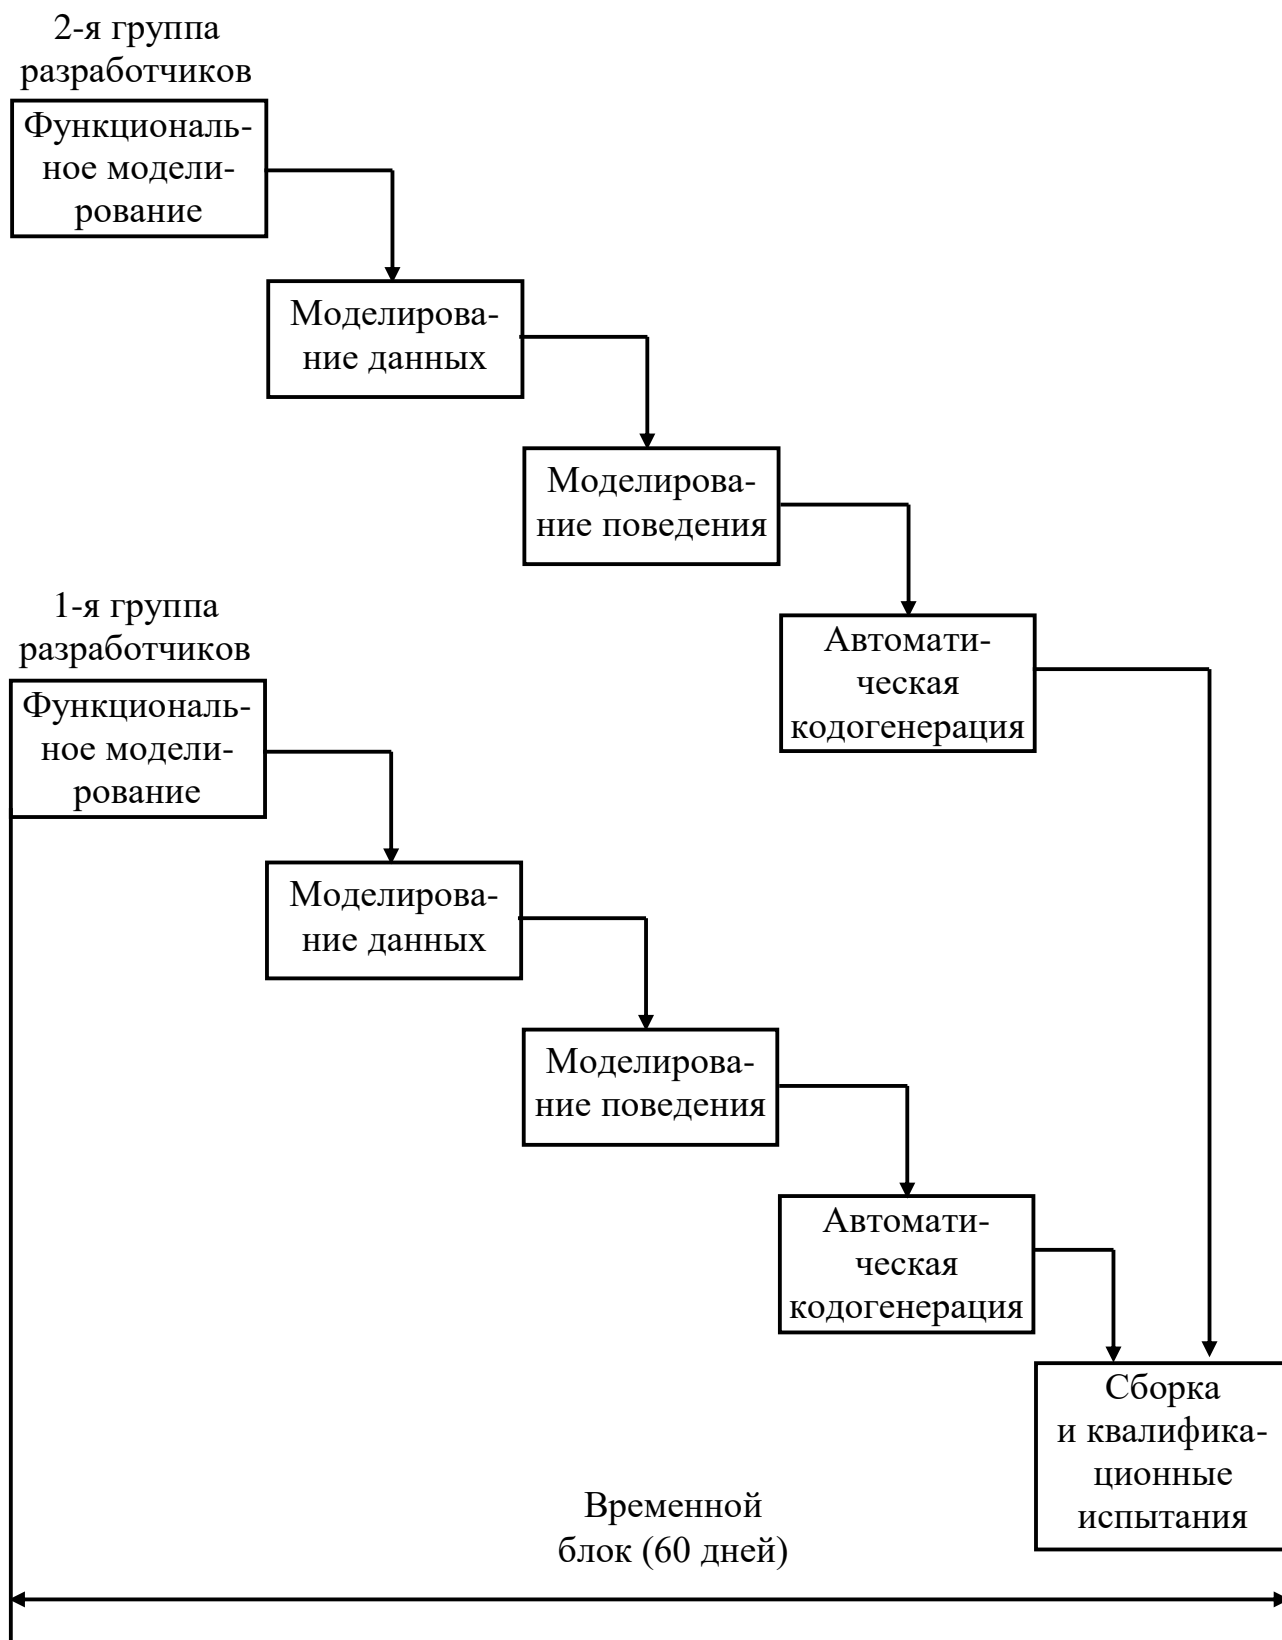 2-я группа
разработчиков
Функциональ-
ное модели-
рование
Моделирова-
ние данных
Моделирова-
ние поведения
Автомати-
ческая
кодогенерация
1-я группа
разработчиков
Функциональ-
ное модели-
рование
Моделирова-
ние данных
Моделирова-
ние поведения
Автомати-
ческая
кодогенерация
Сборка
и квалифика-
ционные
испытания
Временной
блок (60 дней)